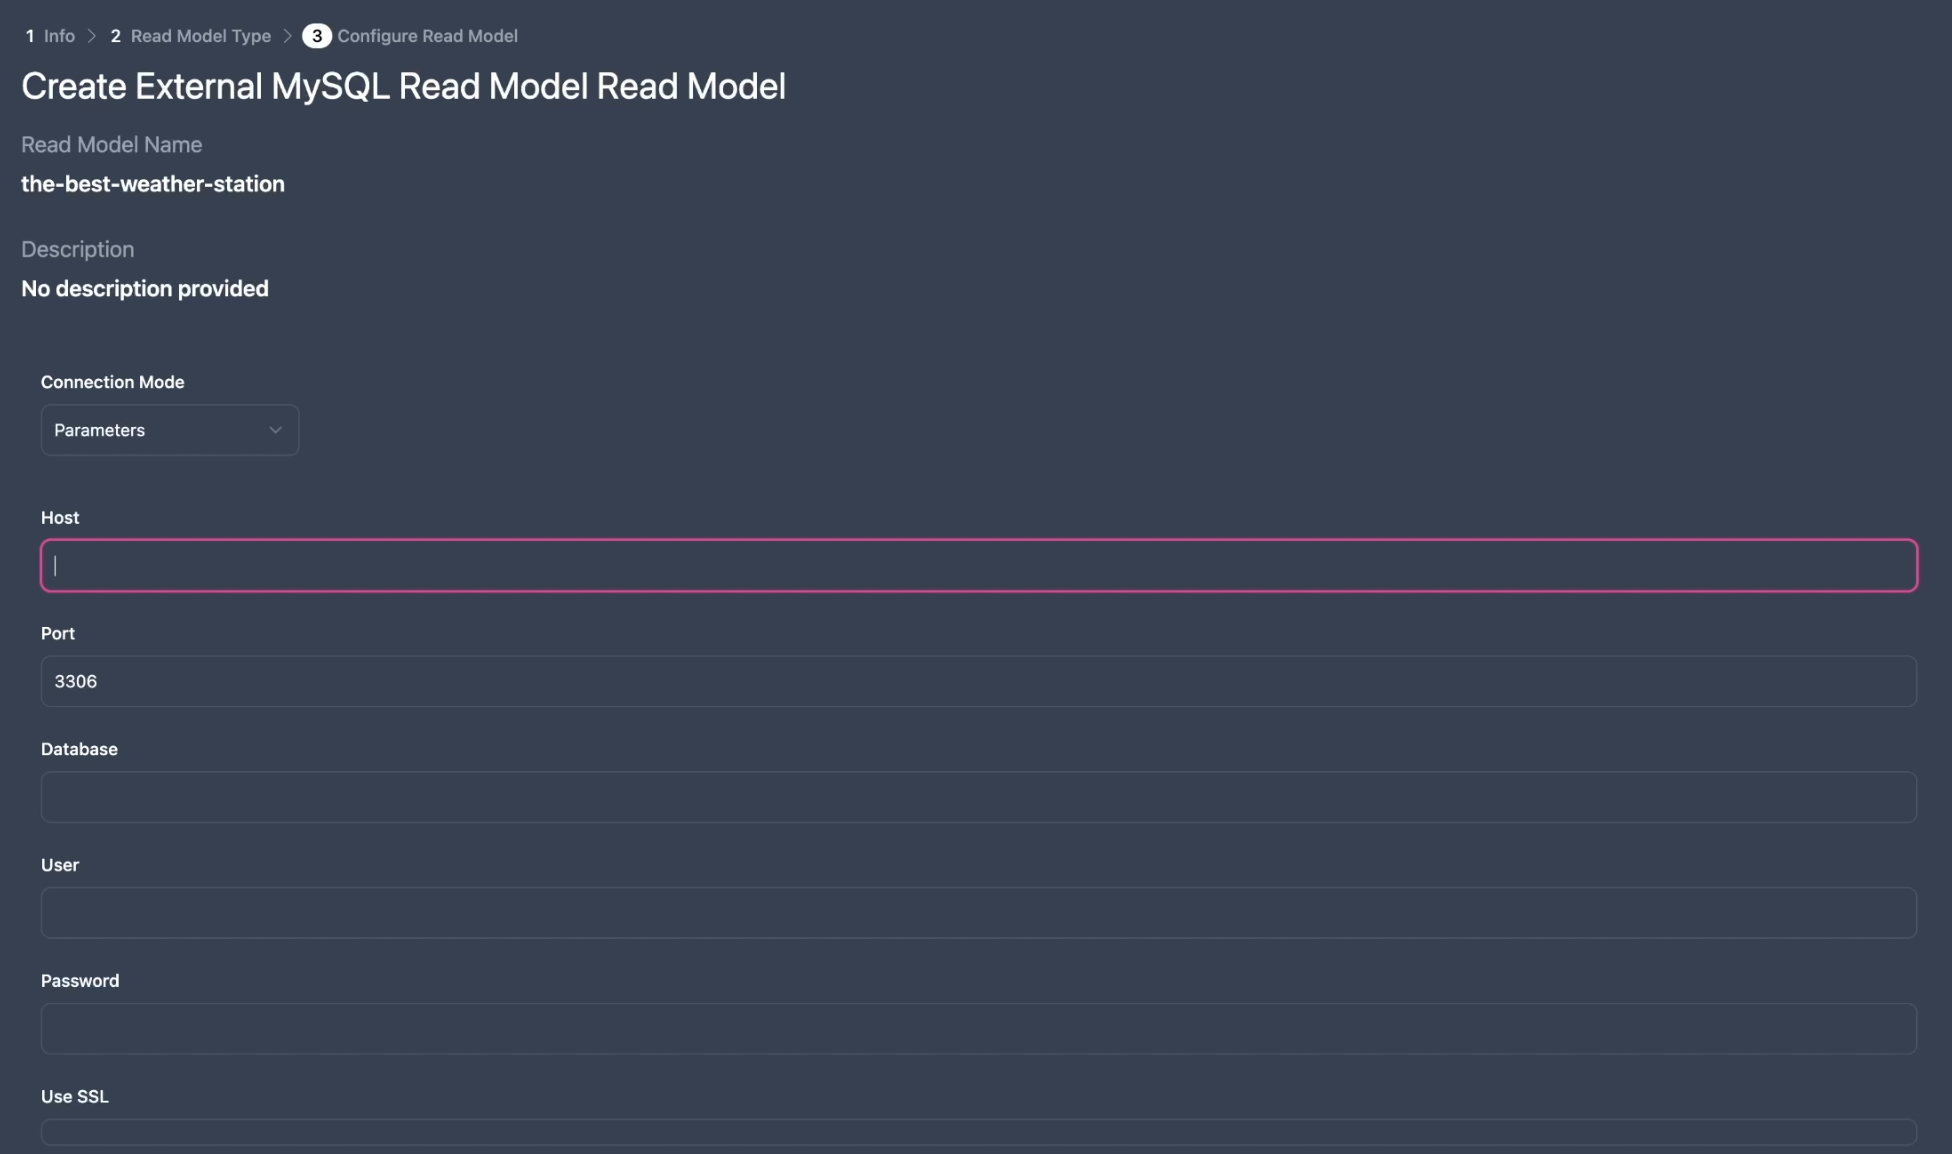 1 Info > 2 Read Model Type > 3 Configure Read Model
Create External MySQL Read Model Read Model
Read Model Name
the-best-weather-station
Description
No description provided
Connection Mode
Parameters
Host
Port
3306
Database
User
Password
Use SSL